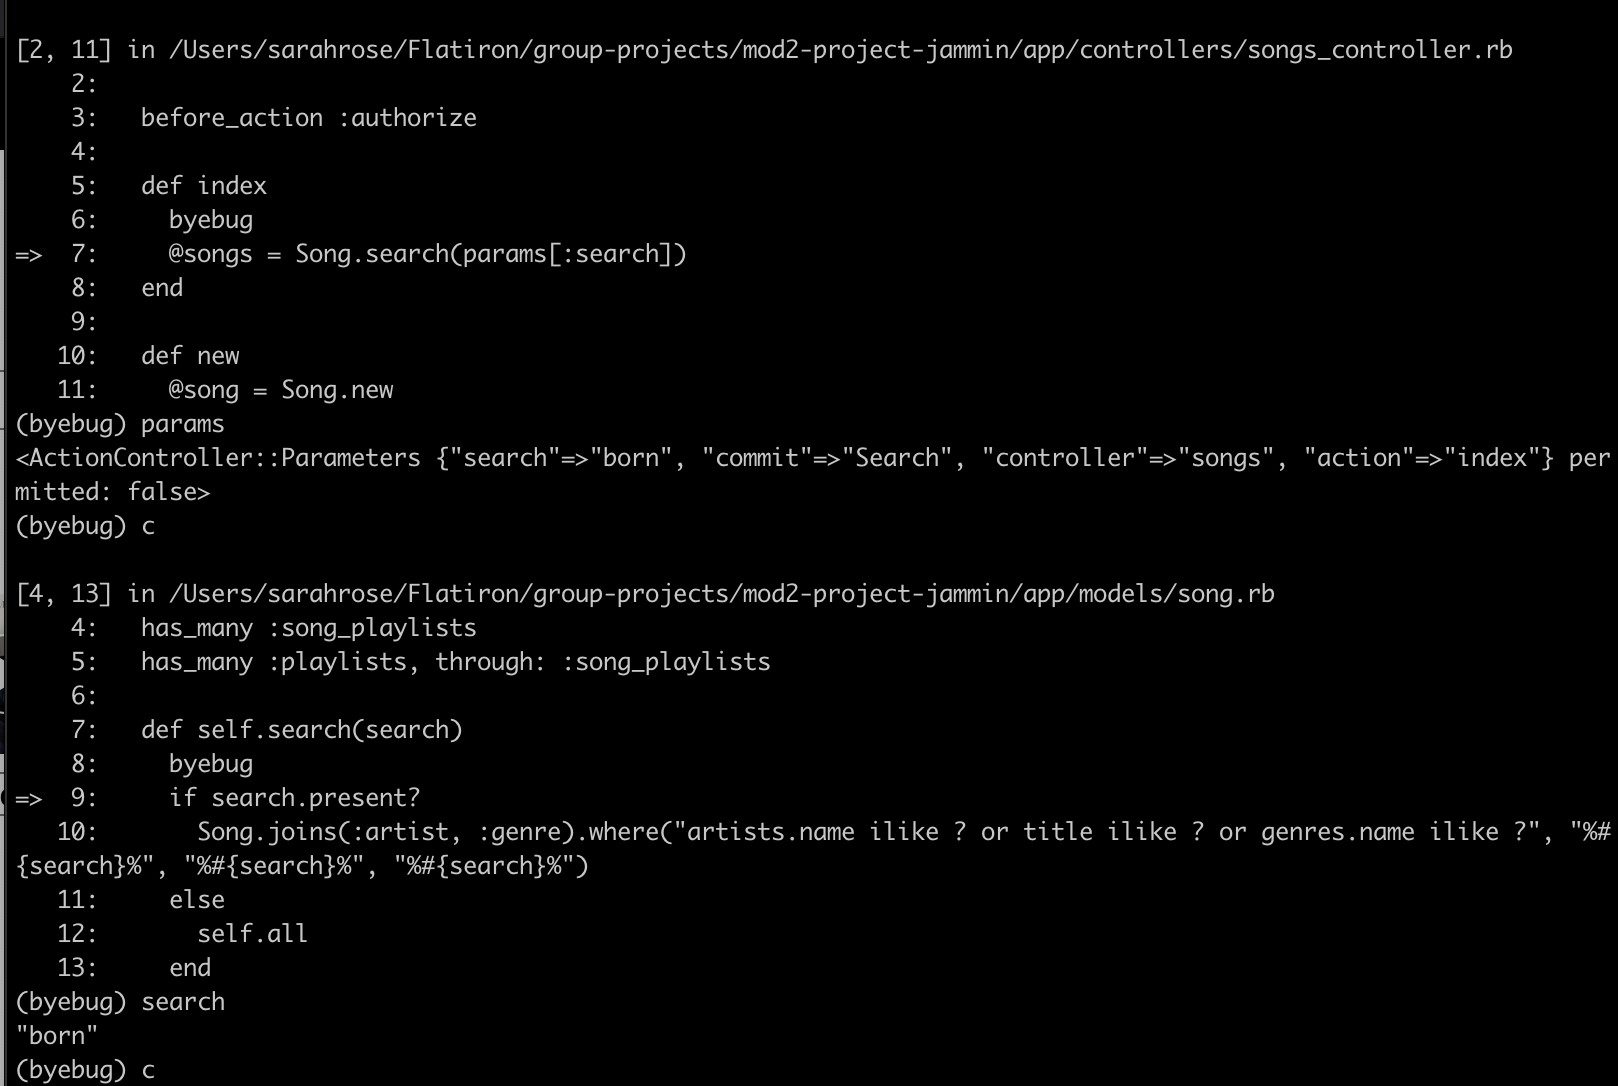 [2, 11] in /Users/sarahrose/Flatiron/group-projects/mod2-project-jammin/app/controllers/songs_controller.rb
    2:
    3:   before_action :authorize
    4:
    5:   def index
    6:     byebug
=>  7:     @songs = Song.search(params[:search])
    8:   end
    9:
   10:   def new
   11:     @song = Song.new
(byebug) params
<ActionController::Parameters {"search"=>"born", "commit"=>"Search", "controller"=>"songs", "action"=>"index"} per
mitted: false>
(byebug) c

[4, 13] in /Users/sarahrose/Flatiron/group-projects/mod2-project-jammin/app/models/song.rb
    4:   has_many :song_playlists
    5:   has_many :playlists, through: :song_playlists
    6:
    7:   def self.search(search)
    8:     byebug
=>  9:     if search.present?
   10:       Song.joins(:artist, :genre).where("artists.name ilike ? or title ilike ? or genres.name ilike ?", "%#
{search}%", "%#{search}%", "%#{search}%")
   11:     else
   12:       self.all
   13:     end
(byebug) search
"born"
(byebug) c